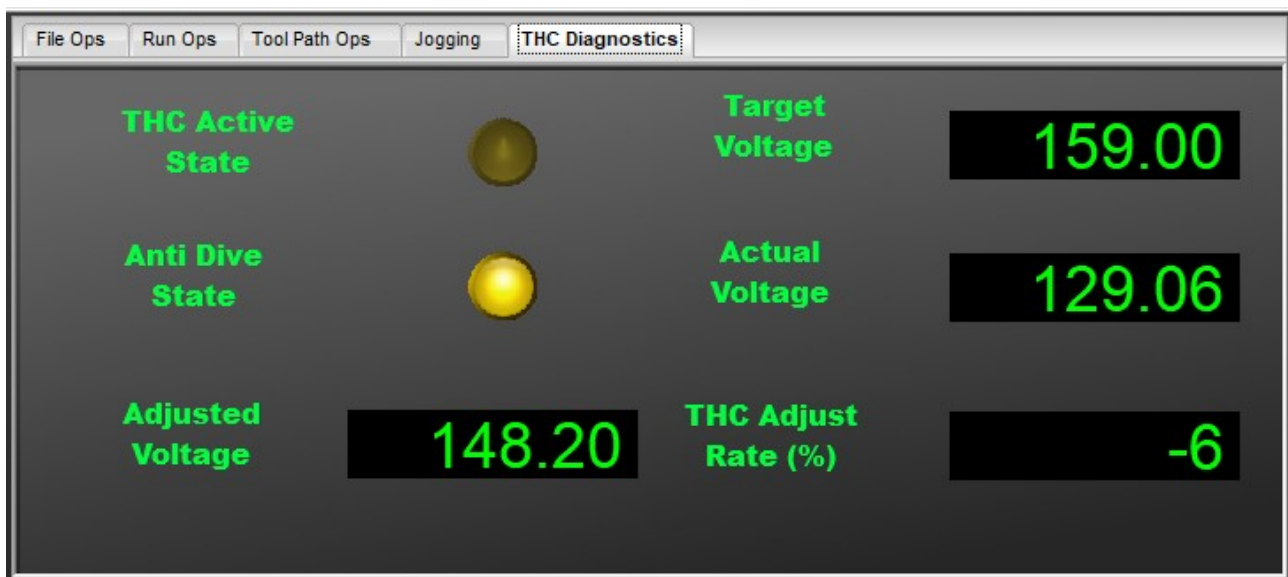 File Ops
Run Ops
Tool Path Ops
Jogging
THC Diagnostics
THC Active
State
Target
Voltage
159.00
Anti Dive
State
Actual
Voltage
129.06
Adjusted
Voltage
148.20
THC Adjust
Rate (%)
-6